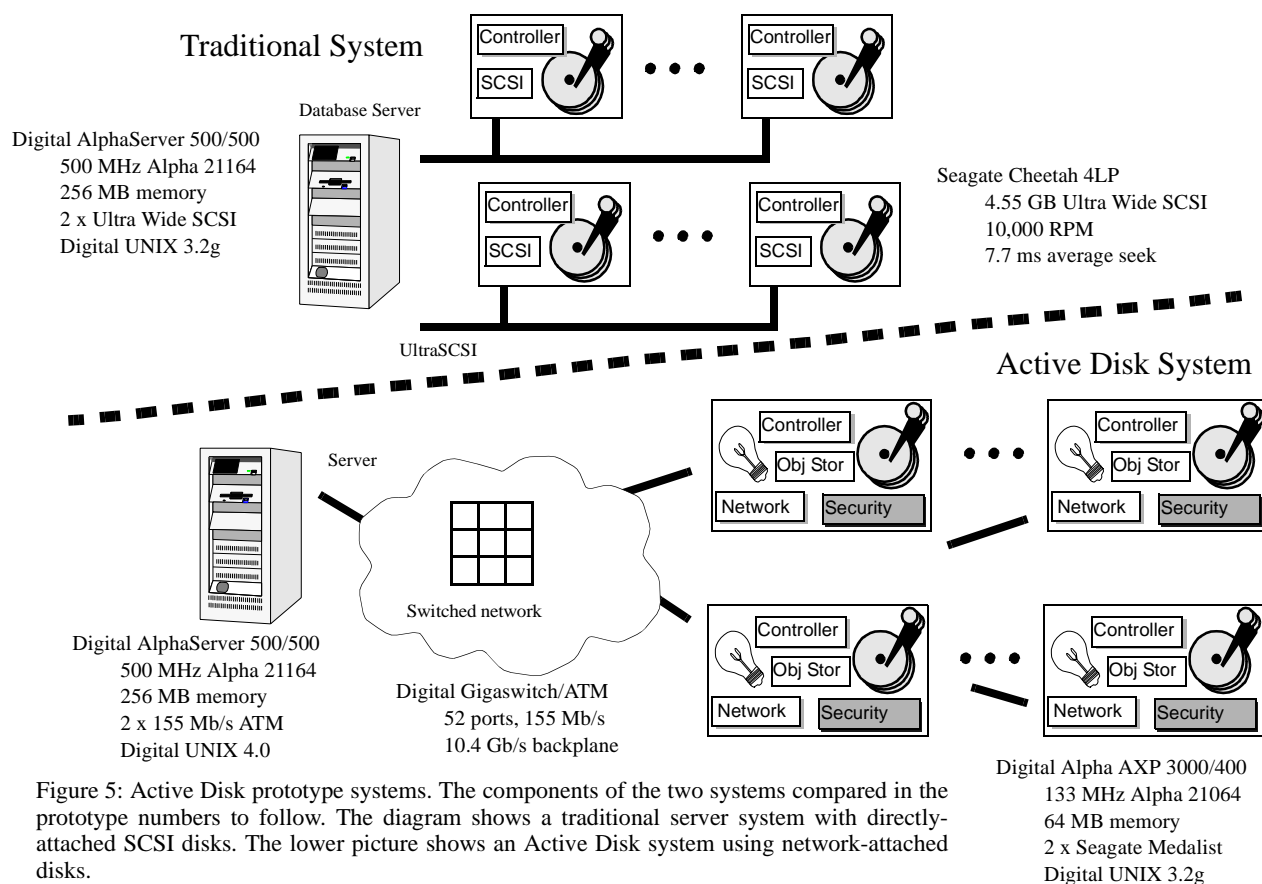 Traditional System
Controller
SCSI
Controller
SCSI
Database Server
Digital AlphaServer 500/500
500 MHz Alpha 21164
256 MB memory
2 x Ultra Wide SCSI
Digital UNIX 3.2g
Controller
SCSI
Controller
SCSI
Seagate Cheetah 4LP
4.55 GB Ultra Wide SCSI
10,000 RPM
7.7 ms average seek
UltraSCSI
Active Disk System
Server
Switched network
Controller
Obj Stor
Network
Security
Controller
Obj Stor
Network
Security
Controller
Obj Stor
Network
Security
Controller
Obj Stor
Network
Security
Digital AlphaServer 500/500
500 MHz Alpha 21164
256 MB memory
2 x 155 Mb/s ATM
Digital UNIX 4.0
Digital Gigaswitch/ATM
52 ports, 155 Mb/s
10.4 Gb/s backplane
Digital Alpha AXP 3000/400
133 MHz Alpha 21064
64 MB memory
2 x Seagate Medalist
Digital UNIX 3.2g
Figure 5: Active Disk prototype systems. The components of the two systems compared in the
prototype numbers to follow. The diagram shows a traditional server system with directly-
attached SCSI disks. The lower picture shows an Active Disk system using network-attached
disks.